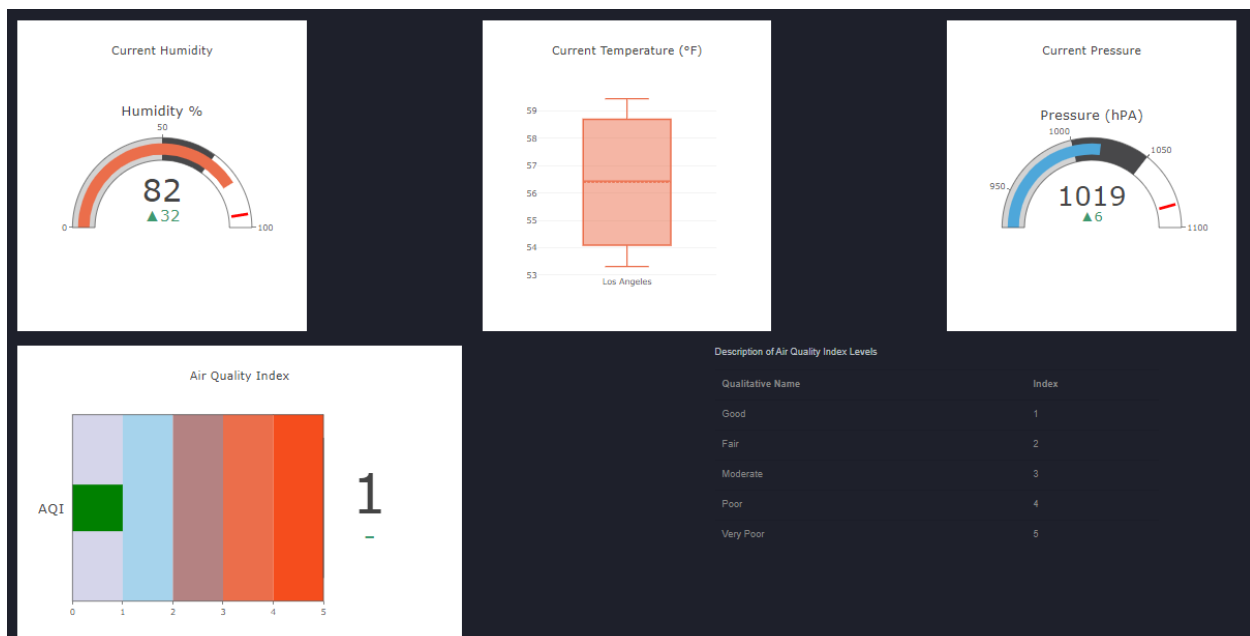 Current Humidity
Humidity %
50
82
▲32
0
100
Current Temperature (°F)
59
58
57
56
55
54
53
Los Angeles
Current Pressure
Pressure (hPA)
1000
1050
950
1019
▲6
1100
Air Quality Index
AQI
1
-
0 1 2 3 4 5
Description of Air Quality Index Levels
Qualitative Name Index
Good 1
Fair 2
Moderate 3
Poor 4
Very Poor 5